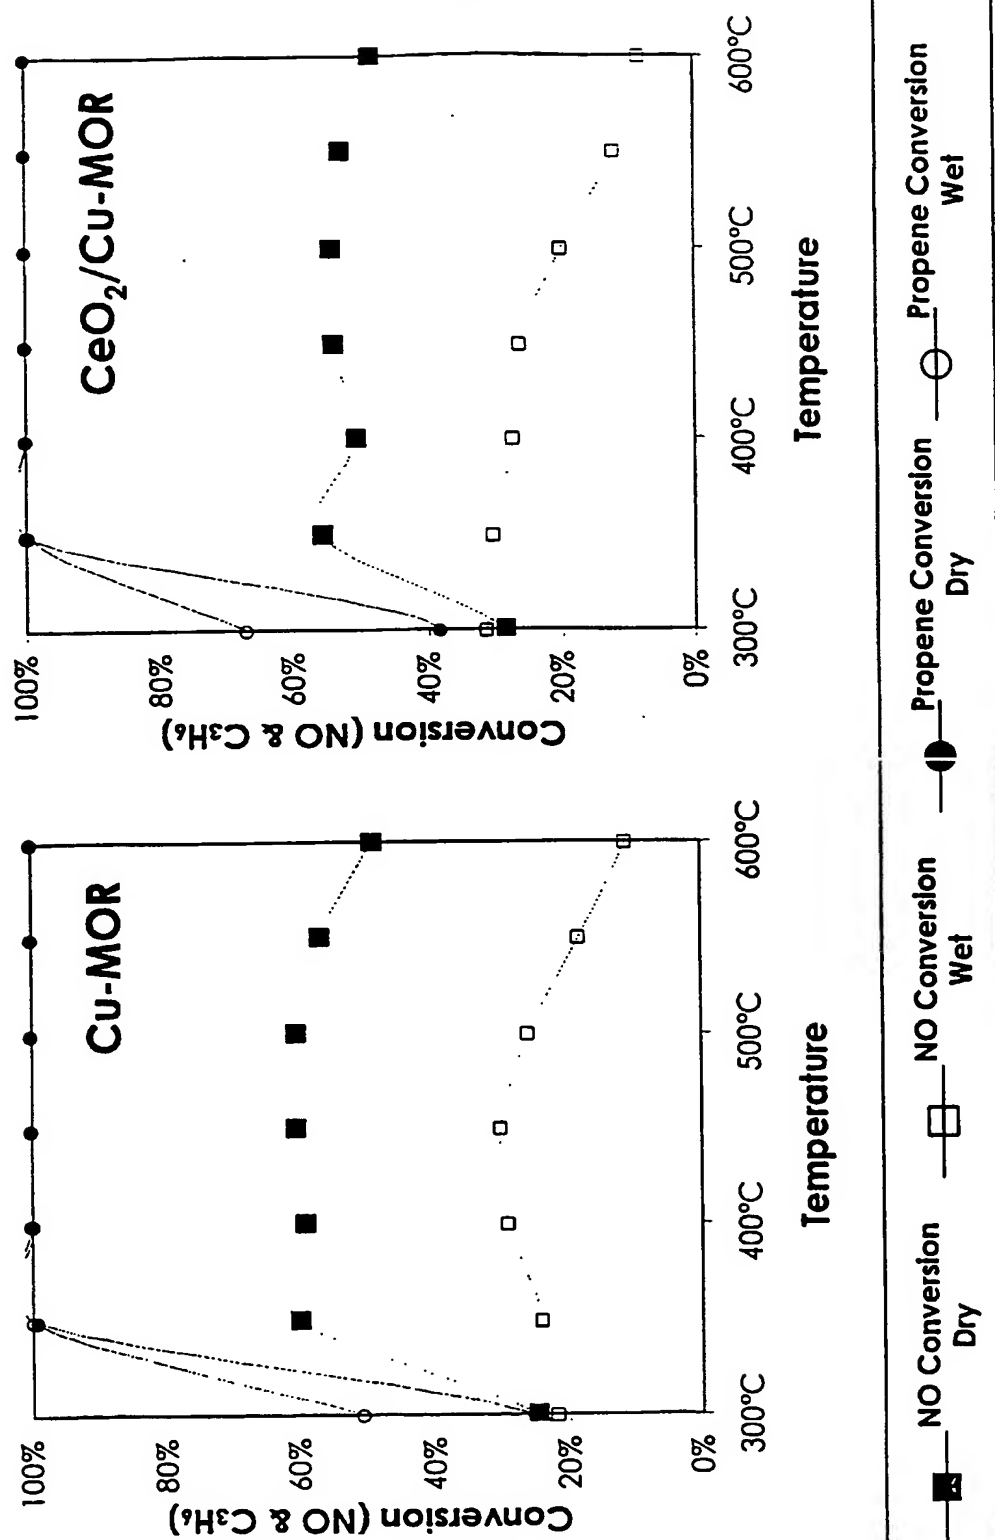 Cu-MOR
Conversion (NO & C3H6)
100%
80%
60%
40%
20%
0%
300°C
400°C
500°C
600°C
Temperature
CeO2/Cu-MOR
Conversion (NO & C3H6)
100%
80%
60%
40%
20%
0%
300°C
400°C
500°C
600°C
Temperature
NO Conversion
Dry
NO Conversion
Wet
Propene Conversion
Dry
Propene Conversion
Wet